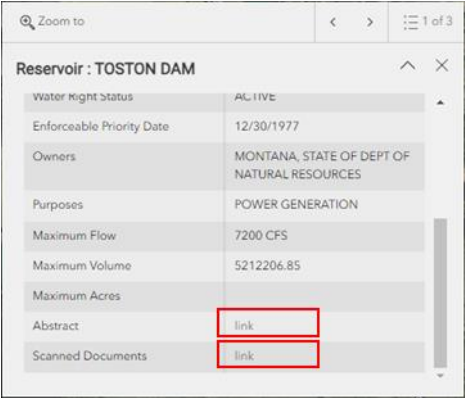 Zoom to 1 of 3
Reservoir : TOSTON DAM
Water Right Status ACTIVE
Enforceable Priority Date 12/30/1977
Owners MONTANA, STATE OF DEPT OF
NATURAL RESOURCES
Purposes POWER GENERATION
Maximum Flow 7200 CFS
Maximum Volume 5212206.85
Maximum Acres
Abstract link
Scanned Documents link